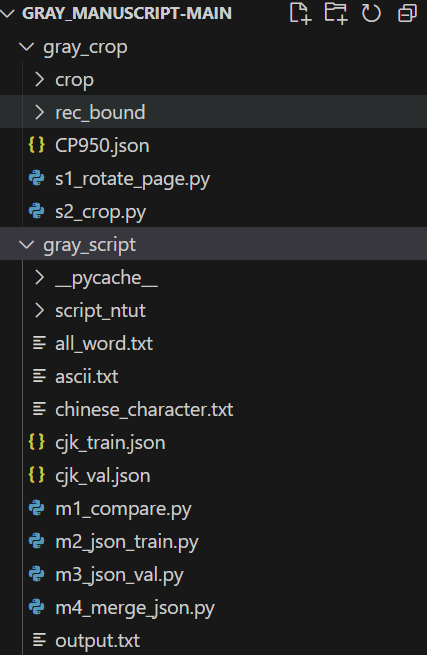 GRAY_MANUSCRIPT-MAIN
gray_crop
crop
rec_bound
{} CP950.json
s1_rotate_page.py
s2_crop.py
gray_script
__pycache__
script_ntut
all_word.txt
ascii.txt
chinese_character.txt
{} cjk_train.json
{} cjk_val.json
m1_compare.py
m2_json_train.py
m3_json_val.py
m4_merge_json.py
output.txt